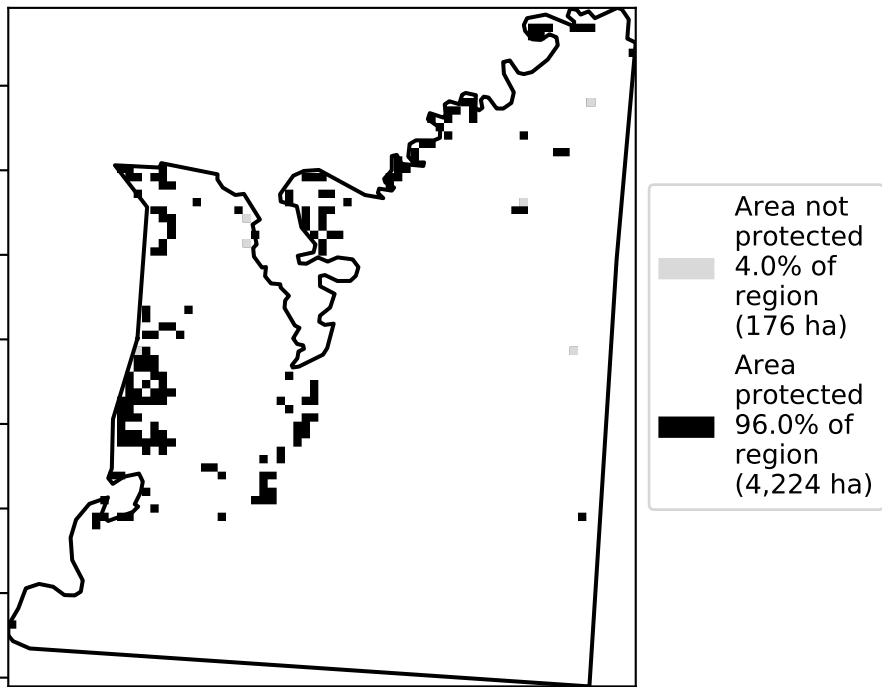 Area not
protected
4.0% of
region
(176 ha)
Area
protected
96.0% of
region
(4,224 ha)